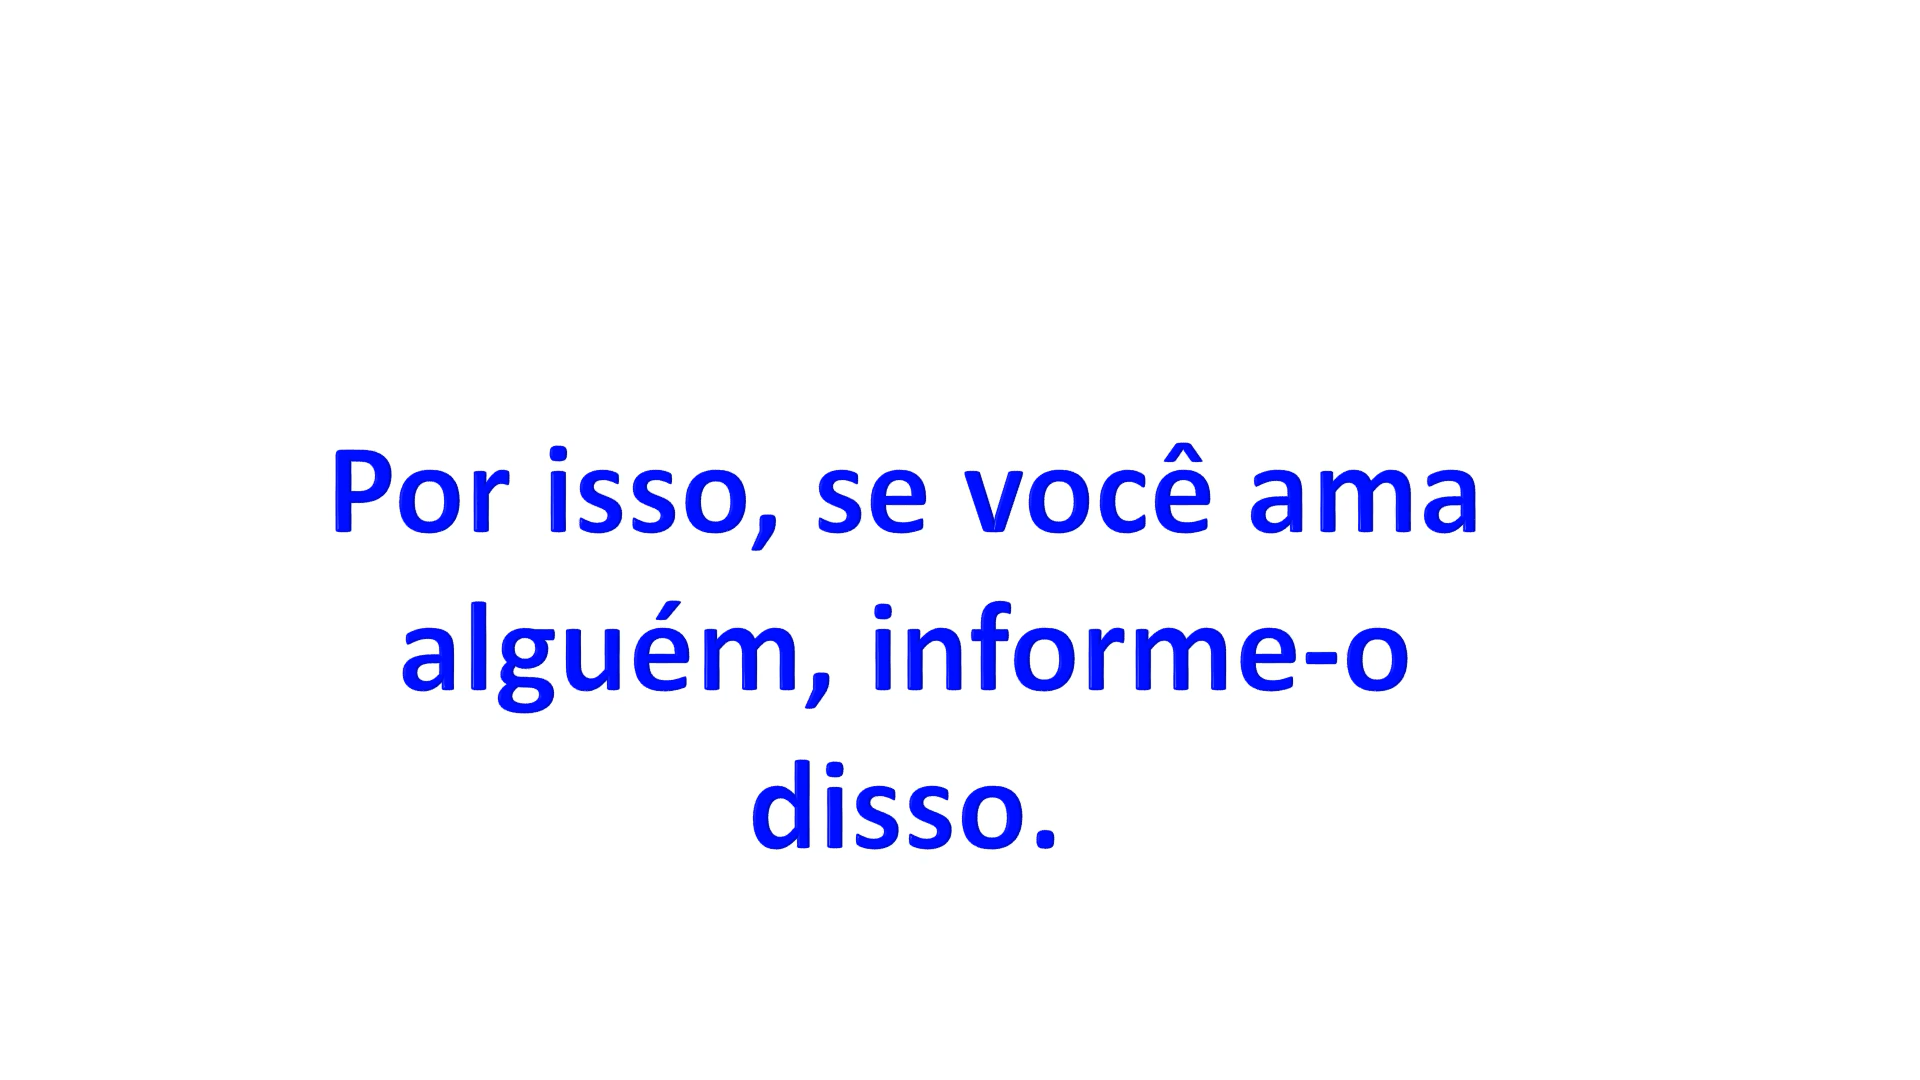 Por isso, se você ama
alguém, informe-o
disso.